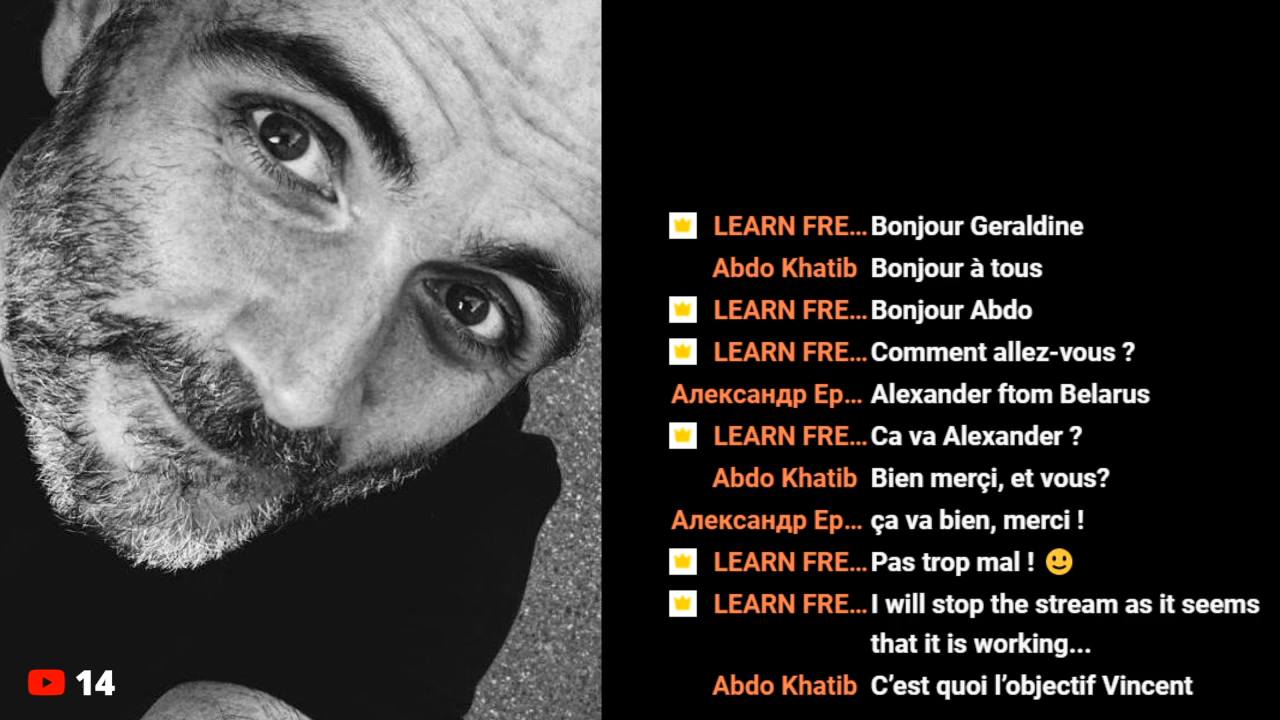 LEARN FRE... Bonjour Geraldine
Abdo Khatib Bonjour à tous
LEARN FRE... Bonjour Abdo
LEARN FRE... Comment allez-vous ?
Александр Ер... Alexander ftom Belarus
LEARN FRE... Ca va Alexander ?
Abdo Khatib Bien merçi, et vous?
Александр Ер... ça va bien, merci !
LEARN FRE... Pas trop mal ! 🙂
LEARN FRE... I will stop the stream as it seems
that it is working...
Abdo Khatib C’est quoi l’objectif Vincent
14